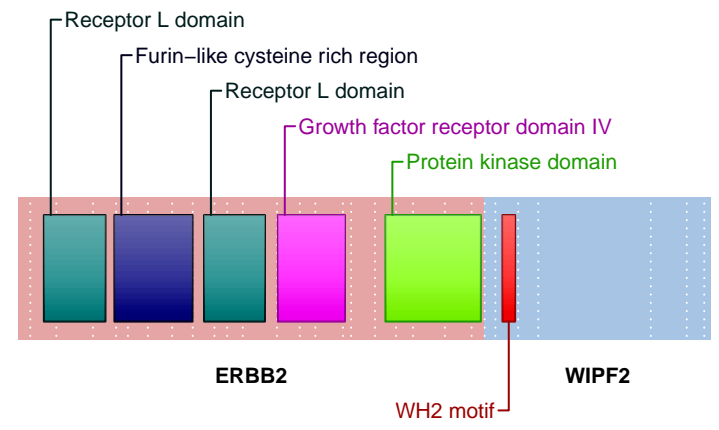 Receptor L domain
Furin−like cysteine rich region
Receptor L domain
Growth factor receptor domain IV
Protein kinase domain
ERBB2
WIPF2
WH2 motif